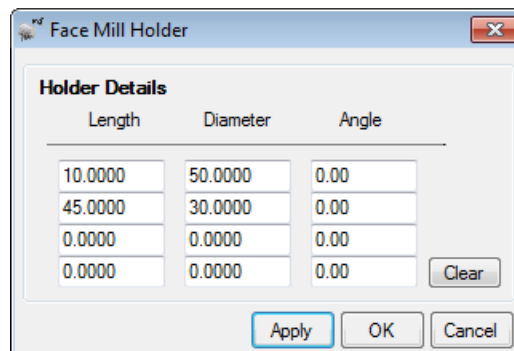 Face Mill Holder
Holder Details
Length Diameter Angle
10.0000 50.0000 0.00
45.0000 30.0000 0.00
0.0000 0.0000 0.00
0.0000 0.0000 0.00 Clear
Apply OK Cancel